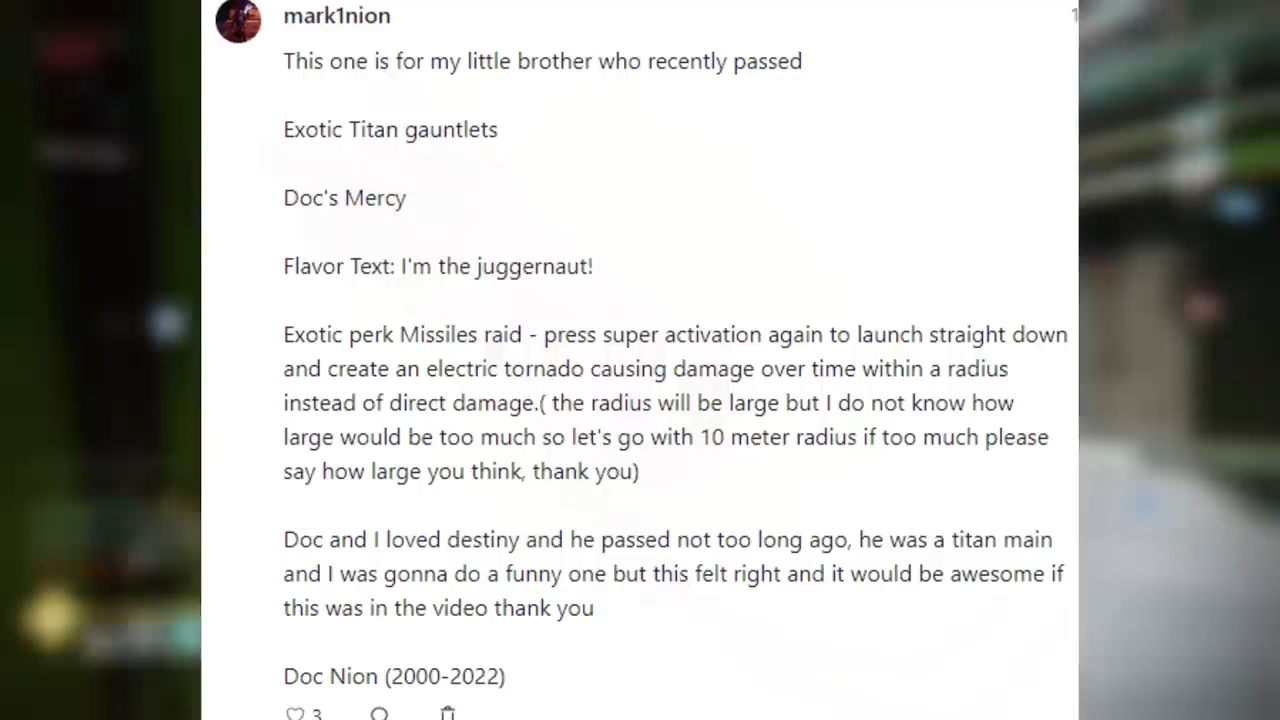 mark1nion
This one is for my little brother who recently passed
Exotic Titan gauntlets
Doc's Mercy
Flavor Text: I'm the juggernaut!
Exotic perk Missiles raid - press super activation again to launch straight down
and create an electric tornado causing damage over time within a radius
instead of direct damage.( the radius will be large but I do not know how
large would be too much so let's go with 10 meter radius if too much please
say how large you think, thank you)
Doc and I loved destiny and he passed not too long ago, he was a titan main
and I was gonna do a funny one but this felt right and it would be awesome if
this was in the video thank you
Doc Nion (2000-2022)
3